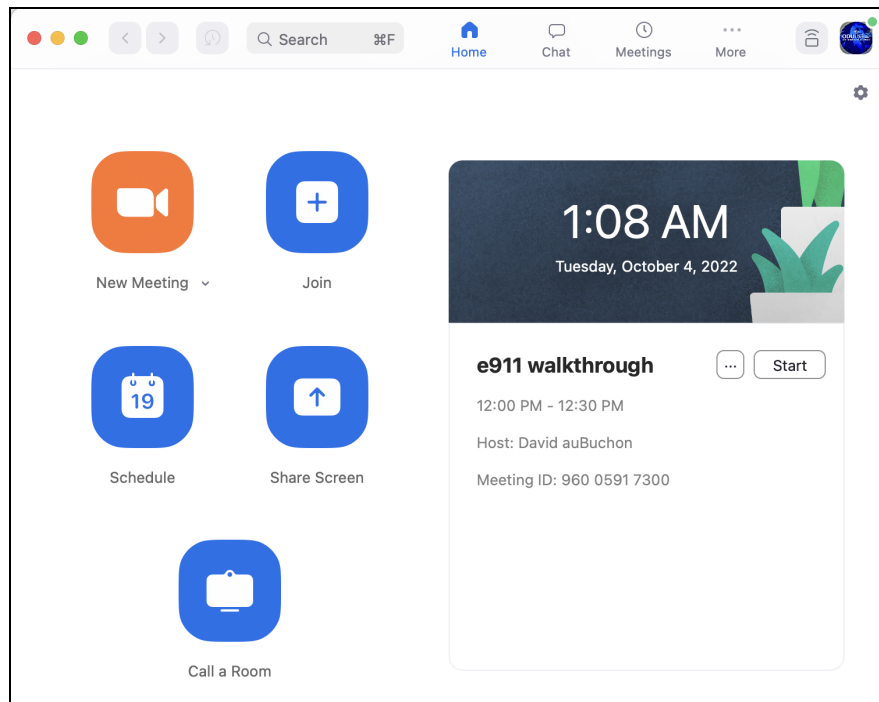 Search ⌘F
Home
Chat
Meetings
More
New Meeting
Join
19
Schedule
Share Screen
Call a Room
1:08 AM
Tuesday, October 4, 2022
e911 walkthrough
... Start
12:00 PM - 12:30 PM
Host: David auBuchon
Meeting ID: 960 0591 7300